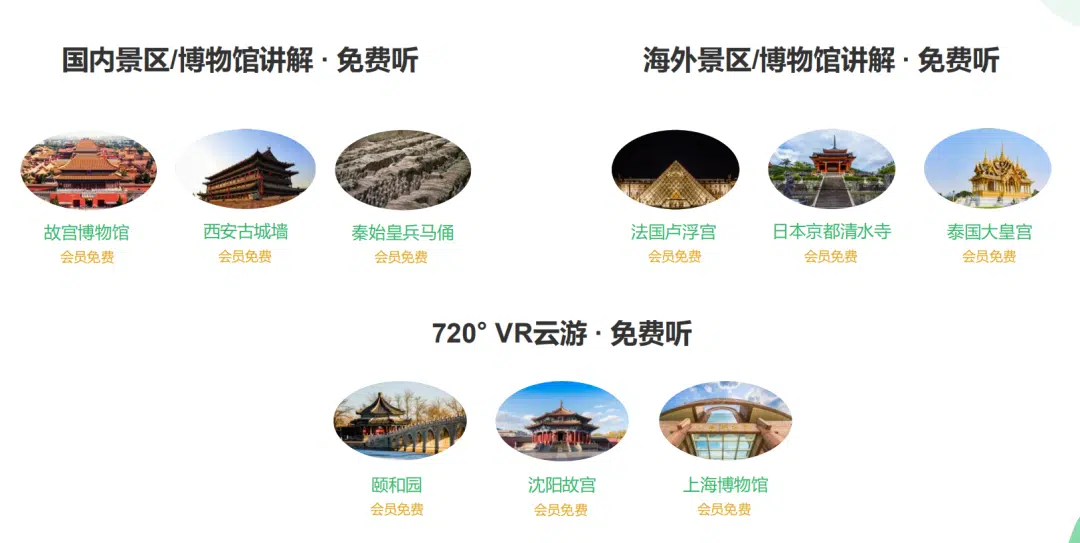 国内景区/博物馆讲解 · 免费听
海外景区/博物馆讲解 · 免费听
故宫博物馆
西安古城墙
秦始皇兵马俑
法国卢浮宫
日本京都清水寺
泰国大皇宫
会员免费
会员免费
会员免费
会员免费
会员免费
会员免费
720° VR云游 · 免费听
颐和园
沈阳故宫
上海博物馆
会员免费
会员免费
会员免费